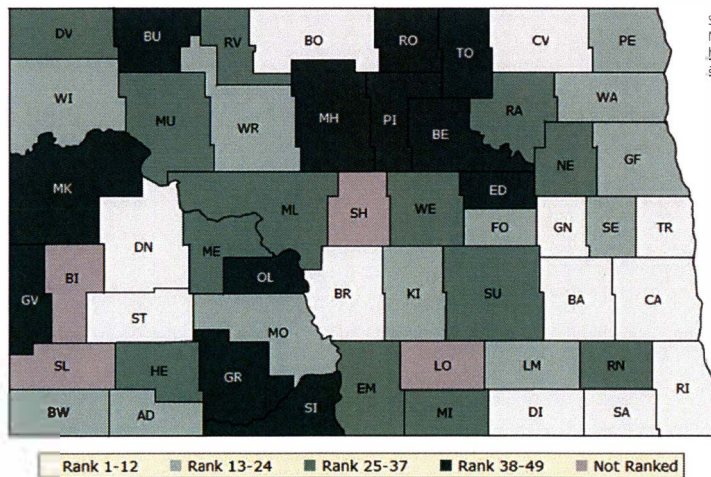 DV BU RV BO RO TO CV PE
WI MU WR MH PI BE RA WA
NE GF
MK ML SH WE ED
DN ME FO GN SE TR
GV BI OL BR KI SU BA CA
ST MO
SL HE GR LO LM RN
BW AD SI EM MI DI SA RI
Rank 1-12 Rank 13-24 Rank 25-37 Rank 38-49 Not Ranked